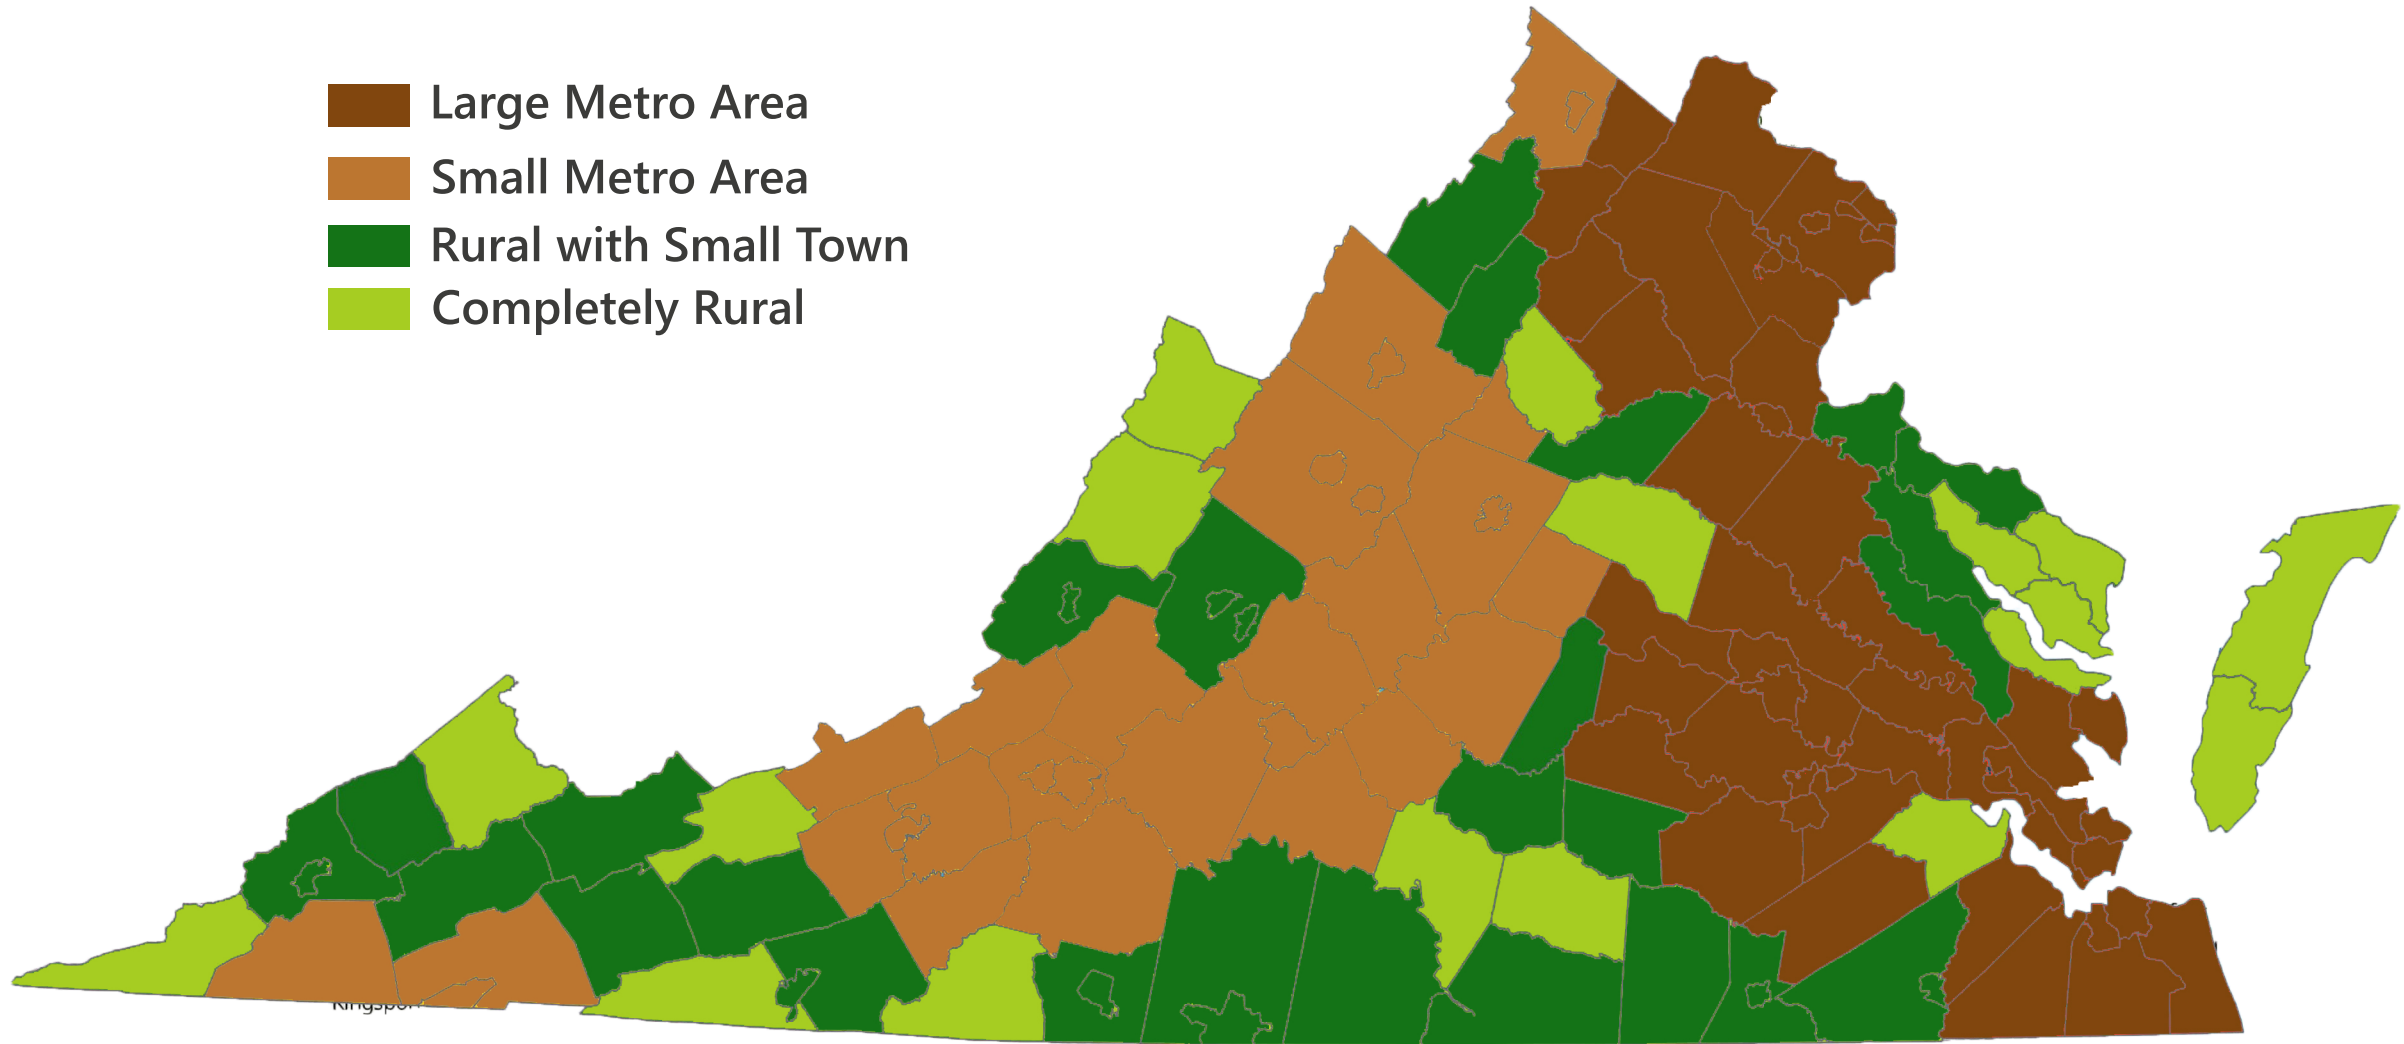 Large Metro Area
Small Metro Area
Rural with Small Town
Completely Rural